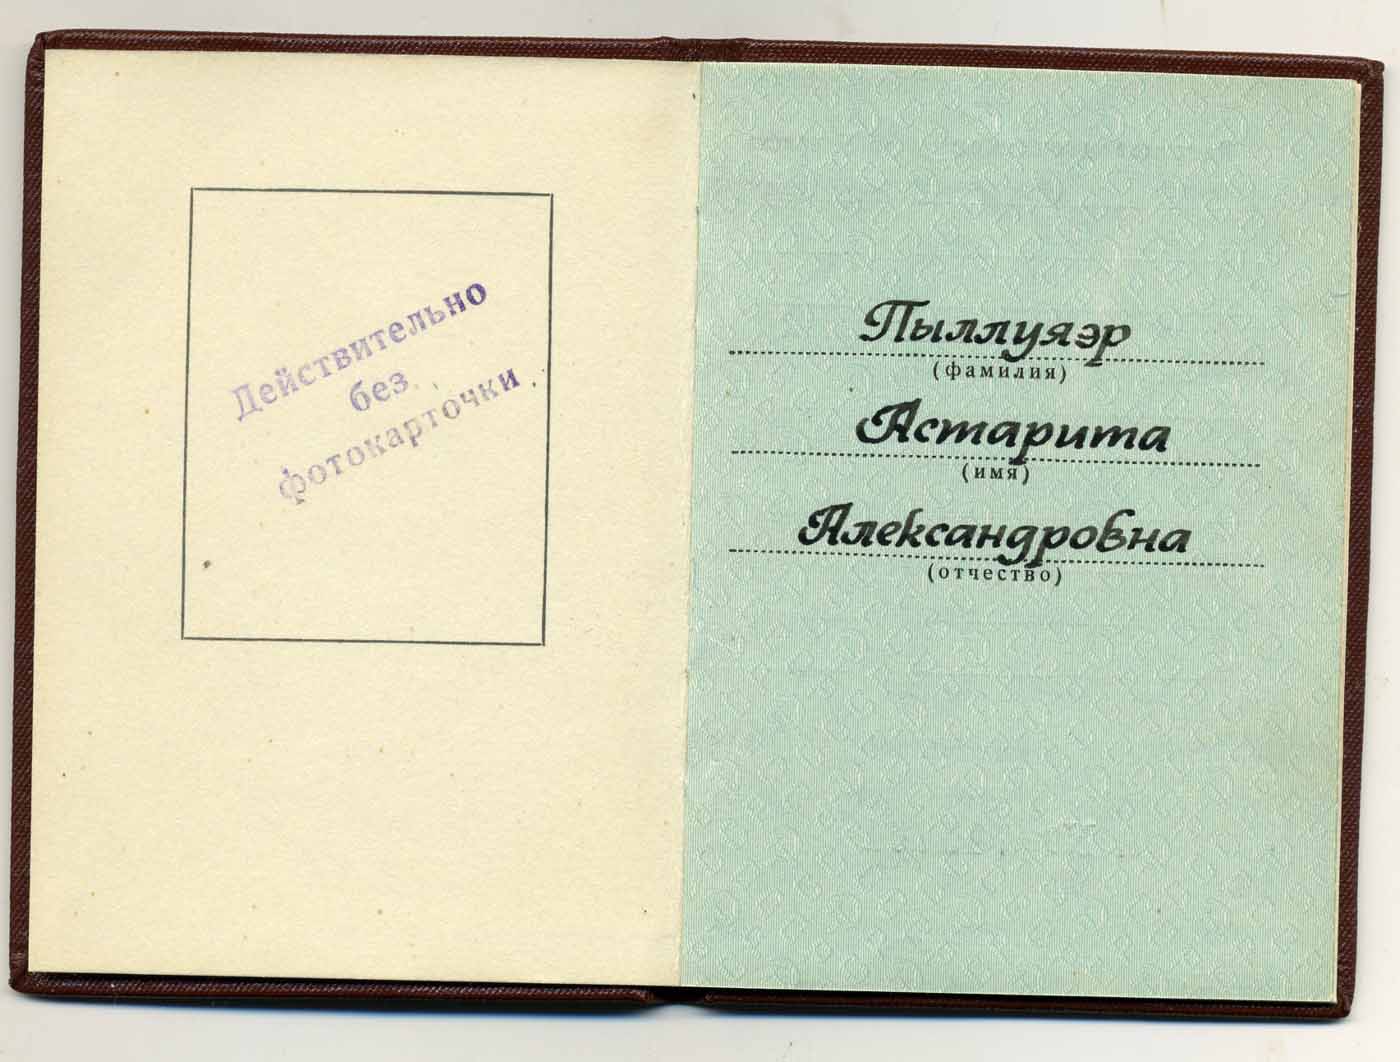 Действительно
без
фотокарточки
Пыллуяэр
(фамилия)
Астарита
(имя)
Александровна
(отчество)